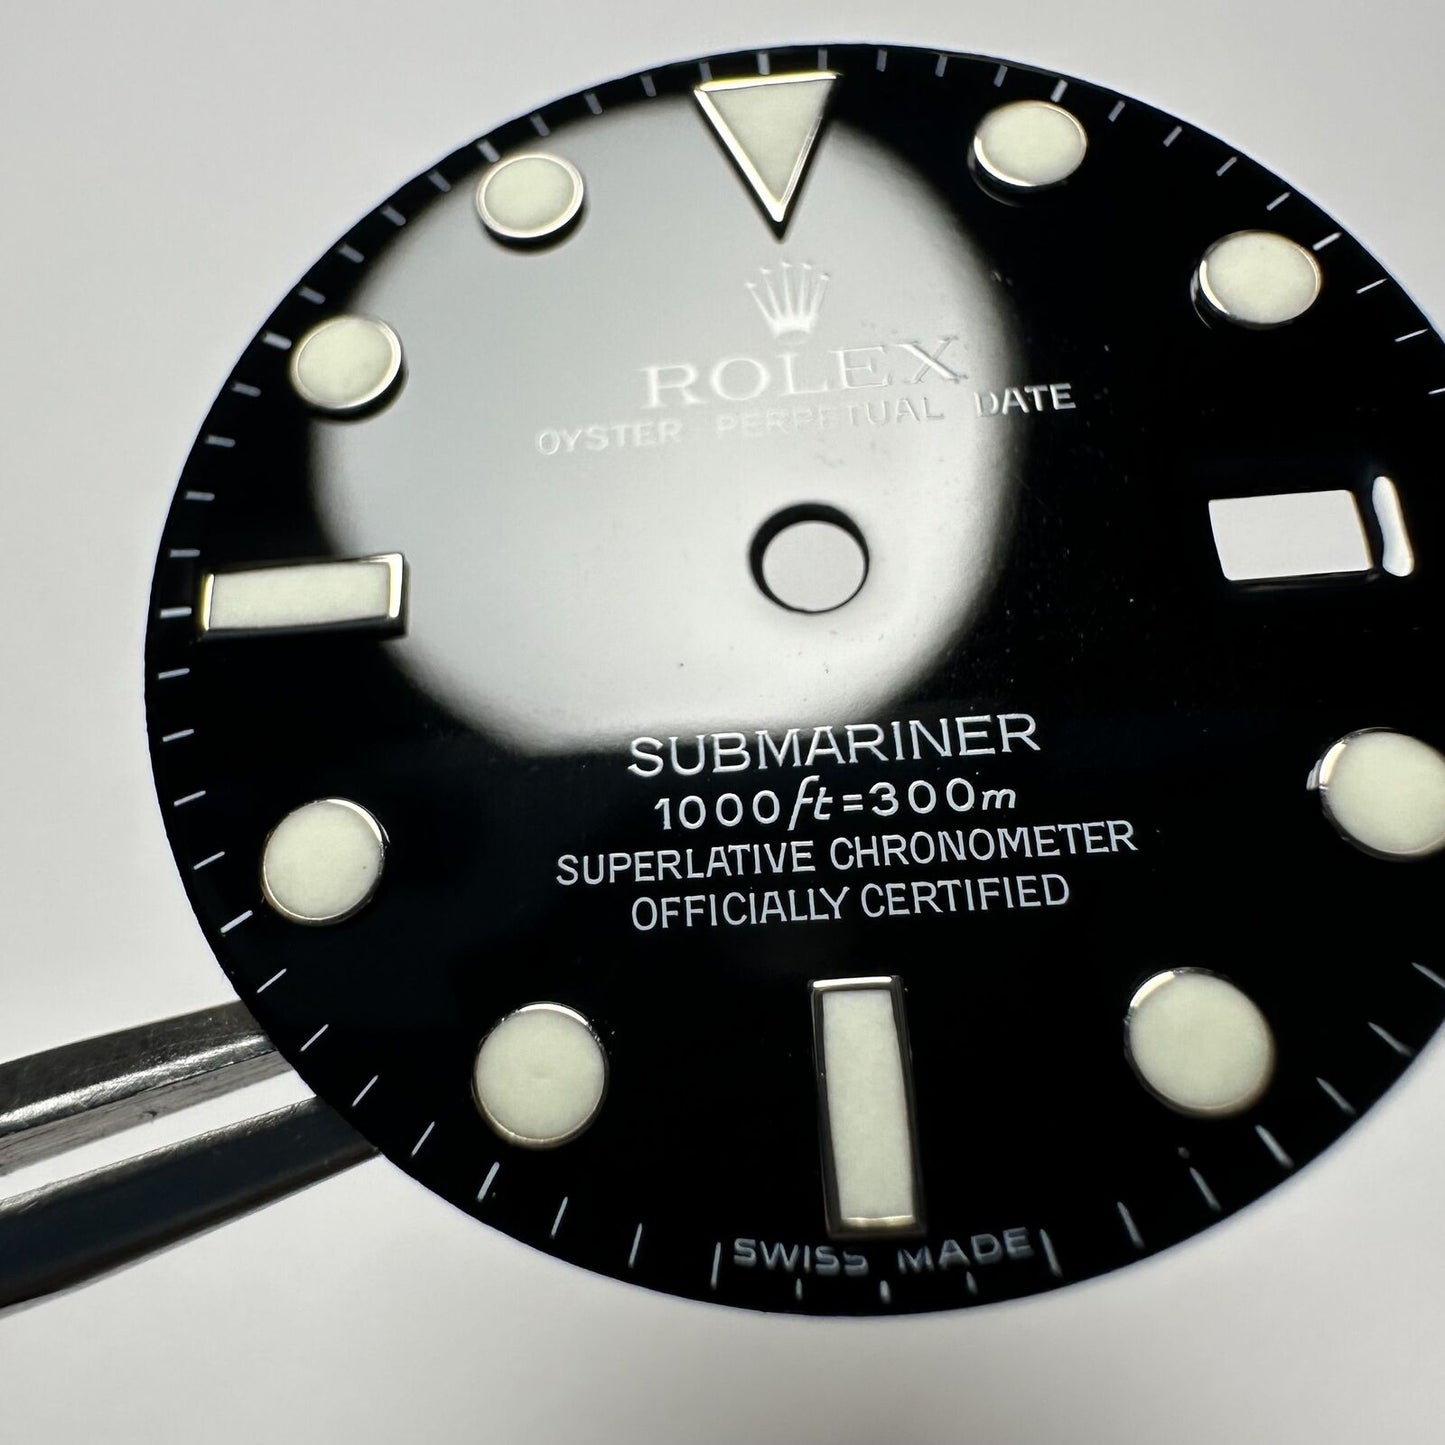 ROLEX
OYSTER PERPETUAL DATE
SUBMARINER
1000ft=300m
SUPERLATIVE CHRONOMETER
OFFICIALLY CERTIFIED
SWISS MADE